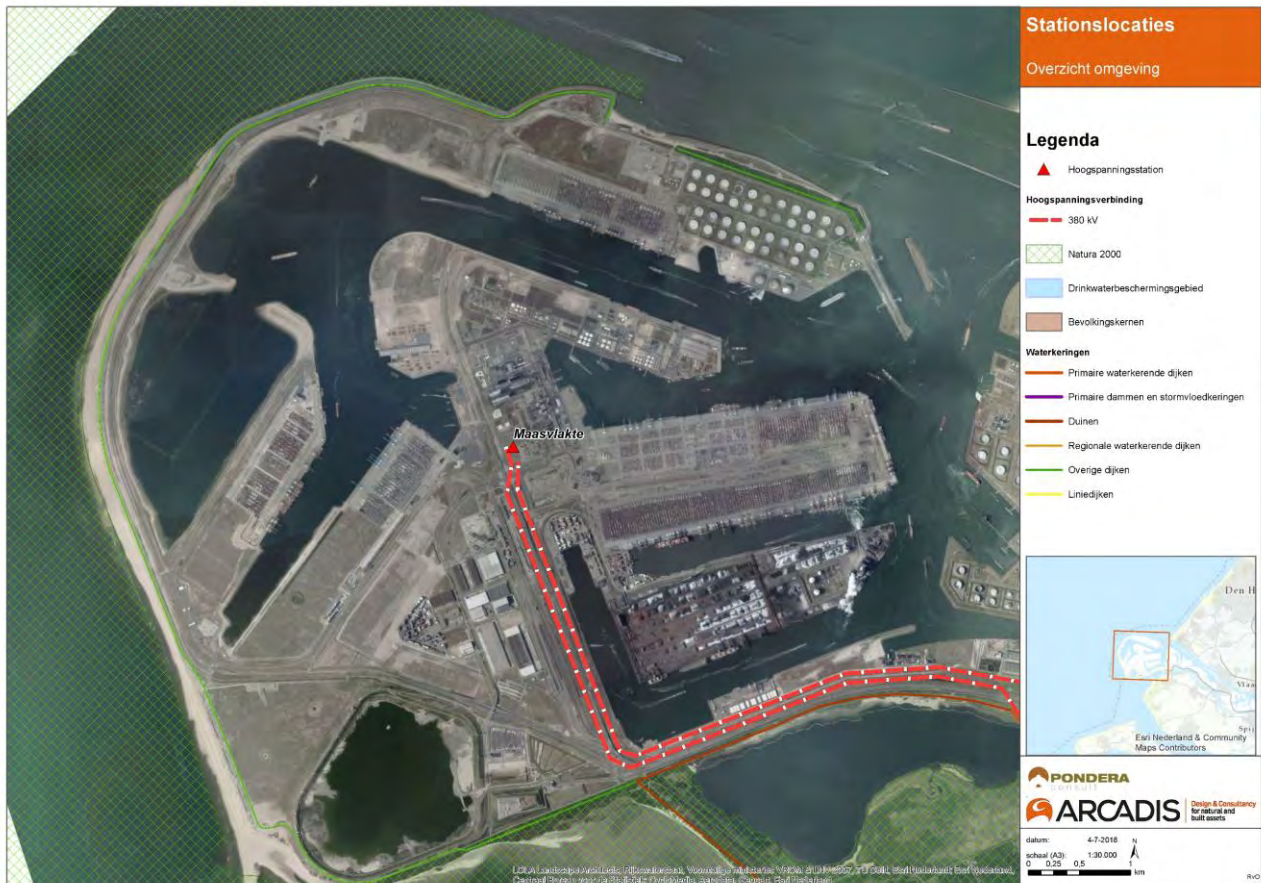 Stationslocaties
Overzicht omgeving
Legenda
Hoogspanningsstation
Hoogspanningsverbinding
380 kV
Natura 2000
Drinkwaterbeschermingsgebied
Bevolkingskernen
Waterkeringen
Primaire waterkerende dijken
Primaire dammen en stormvloedkeringen
Duinen
Regionale waterkerende dijken
Overige dijken
Liniedijken
Maasvlakte
Den H
Vlaa
Spij
Esri Nederland & Community
Maps Contributors
PONDERA
consult
ARCADIS
Design & Consultancy
for natural and
built assets
datum: 4-7-2018
N
schaal (A3): 1:30.000
0 0,25 0,5 1
km
RvO